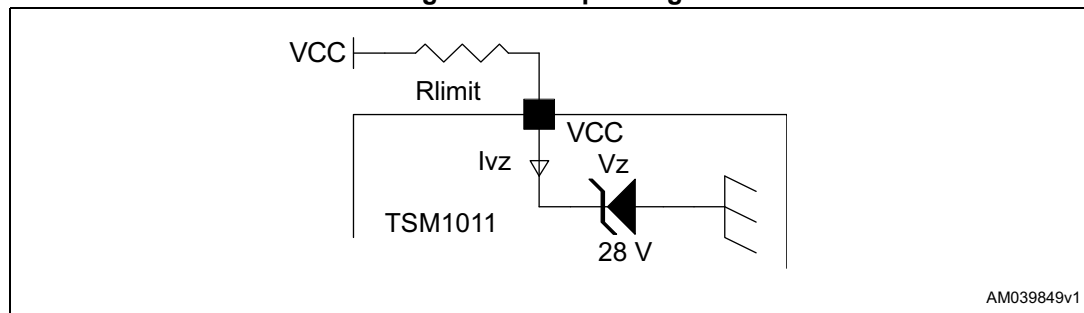 VCC
Rlimit
VCC
Ivz
Vz
TSM1011
28 V
AM039849v1